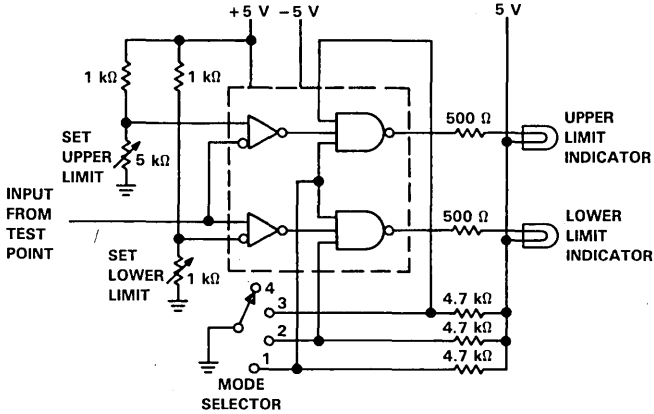 +5 V −5 V
5 V
1 kΩ
1 kΩ
SET
UPPER
LIMIT
5 kΩ
500 Ω
UPPER
LIMIT
INDICATOR
INPUT
FROM
TEST
POINT
SET
LOWER
LIMIT
1 kΩ
500 Ω
LOWER
LIMIT
INDICATOR
4
3
2
1
4.7 kΩ
4.7 kΩ
4.7 kΩ
MODE
SELECTOR